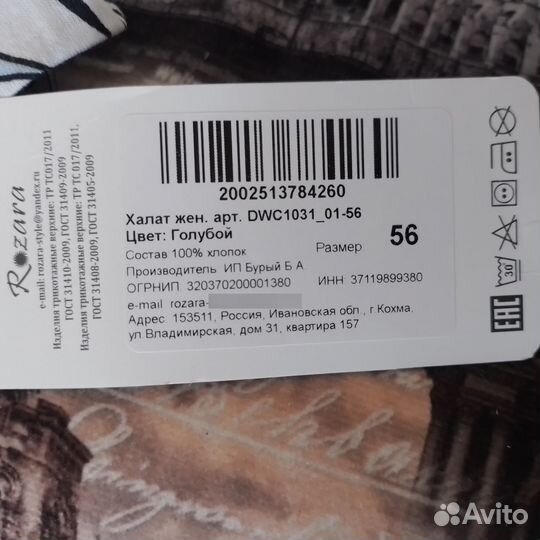 Rozara
e-mail: rozara-style@yandex.ru
Изделия трикотажные верхние: ТР ТС017/2011
ГОСТ 31410-2009, ГОСТ 31409-2009
Изделия трикотажные верхние: ТР ТС 017/2011,
ГОСТ 31408-2009, ГОСТ 31405-2009
2002513784260
Халат жен. арт. DWC1031_01-56
Цвет: Голубой
Состав 100% хлопок
Размер 56
Производитель ИП Бурый Б А
ОГРНИП 320370200001380 ИНН 37119899380
e-mail rozara-
Адрес. 153511, Россия, Ивановская обл., г.Кохма,
ул.Владимирская, дом 31, квартира 157
30
EAC
Avito